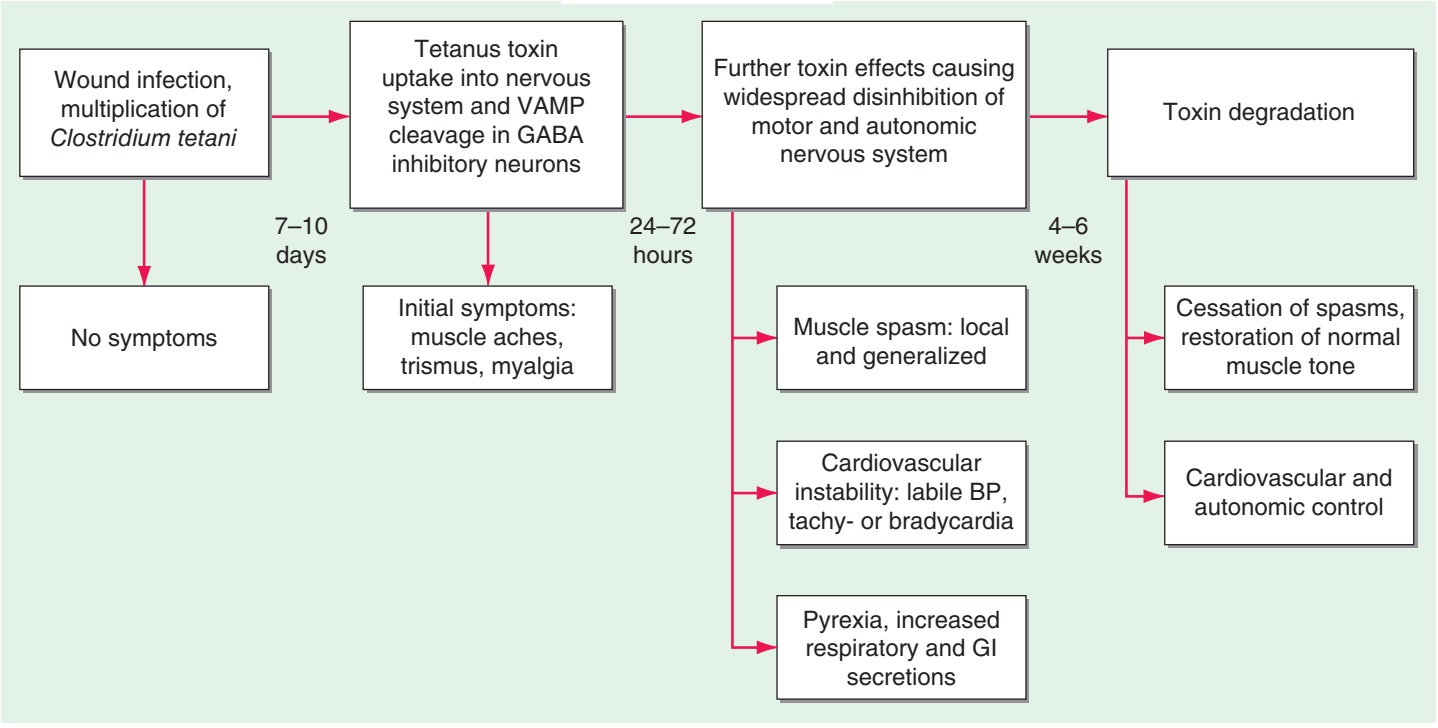 Wound infection,
multiplication of
Clostridium tetani
Tetanus toxin
uptake into nervous
system and VAMP
cleavage in GABA
inhibitory neurons
Further toxin effects causing
widespread disinhibition of
motor and autonomic
nervous system
Toxin degradation
7–10
days
24–72
hours
4–6
weeks
No symptoms
Initial symptoms:
muscle aches,
trismus, myalgia
Muscle spasm: local
and generalized
Cardiovascular
instability: labile BP,
tachy- or bradycardia
Pyrexia, increased
respiratory and GI
secretions
Cessation of spasms,
restoration of normal
muscle tone
Cardiovascular and
autonomic control